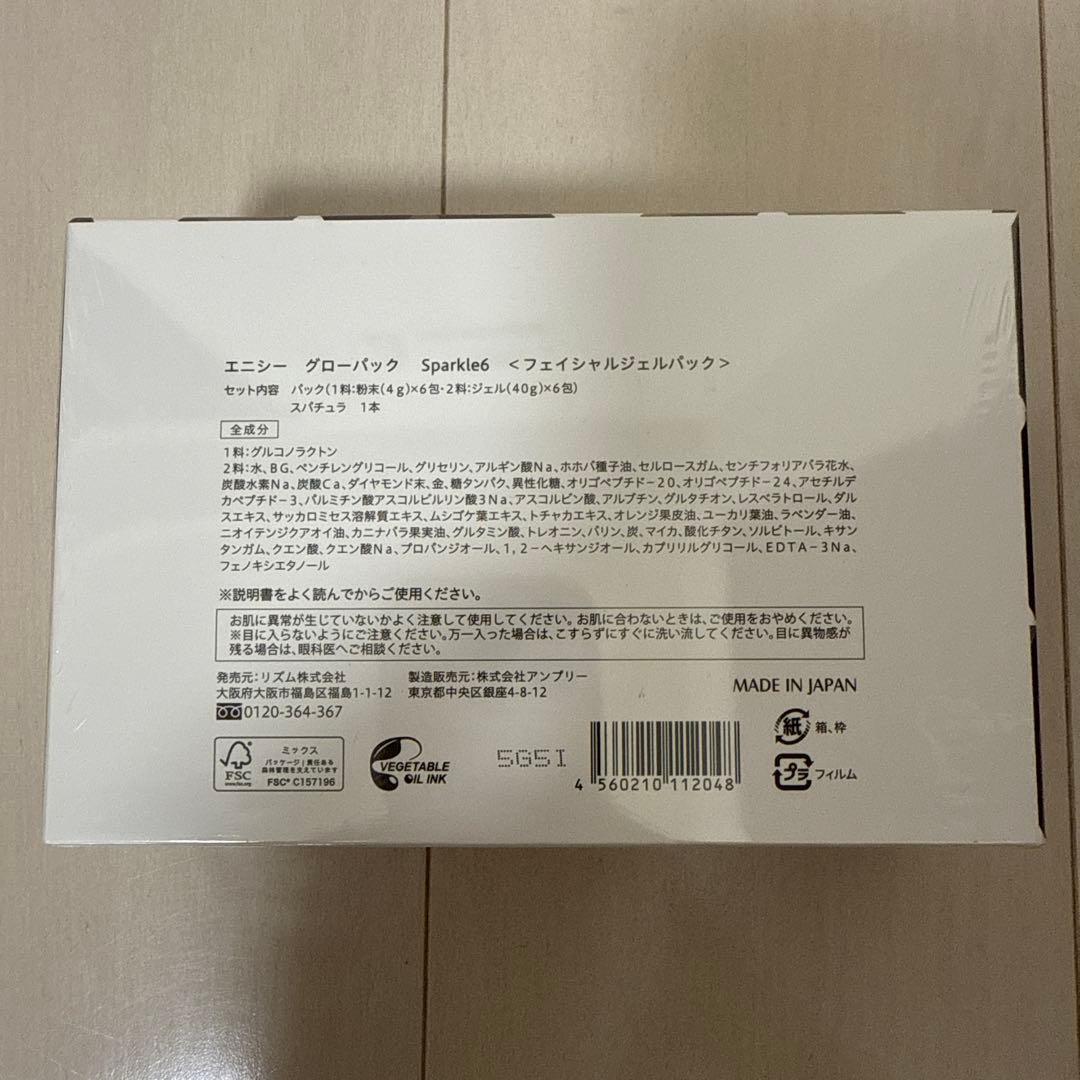 エニシー グローパック Sparkle6 ＜フェイシャルジェルパック＞
セット内容 パック(1料:粉末(4g)×6包・2料:ジェル(40g)×6包)
スパチュラ 1本
全成分
1料:グルコノラクトン
2料:水、BG、ペンチレングリコール、グリセリン、アルギン酸Na、ホホバ種子油、セルロースガム、センチフォリアバラ花水、
炭酸水素Na、炭酸Ca、ダイヤモンド末、金、糖タンパク、異性化糖、オリゴペプチド－20、オリゴペプチド－24、アセチルデ
カペプチド－3、パルミチン酸アスコルビルリン酸3Na、アスコルビン酸、アルブチン、グルタチオン、レスベラトロール、ダル
スエキス、サッカロミセス溶解質エキス、ムシゴケ葉エキス、トチャカエキス、オレンジ果皮油、ユーカリ葉油、ラベンダー油、
ニオイテンジクアオイ油、カニナバラ果実油、グルタミン酸、トレオニン、バリン、炭、マイカ、酸化チタン、ソルビトール、キサン
タンガム、クエン酸、クエン酸Na、プロパンジオール、1,2－ヘキサンジオール、カプリリルグリコール、EDTA－3Na、
フェノキシエタノール
※説明書をよく読んでからご使用ください。
お肌に異常が生じていないかよく注意して使用してください。お肌に合わないときは、ご使用をおやめください。
※目に入らないようにご注意ください。万一入った場合は、こすらずにすぐに洗い流してください。目に異物感が
残る場合は、眼科医へご相談ください。
発売元:リズム株式会社 製造販売元:株式会社アンプリー
大阪府大阪市福島区福島1-1-12 東京都中央区銀座4-8-12
0120-364-367
MADE IN JAPAN
紙 箱、枠
プラ フィルム
FSC
www.fsc.org
ミックス
パッケージ|責任ある
森林管理を支えています
FSC® C157196
VEGETABLE
OIL INK
5G5I
4 560210 112048